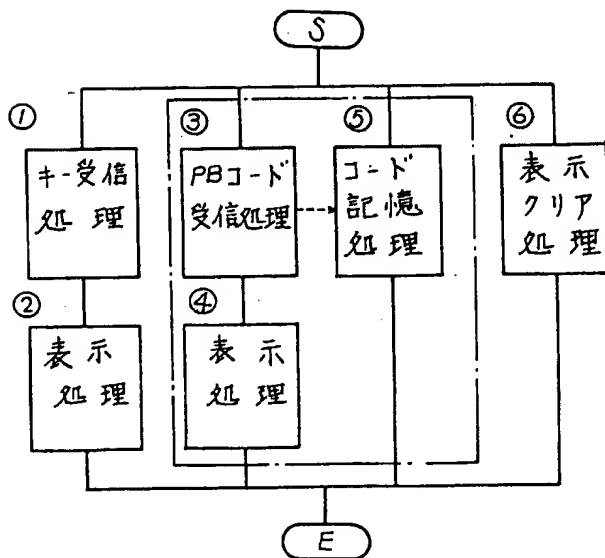 S
①
キー受信
処理
②
表示
処理
③
PBコード
受信処理
④
表示
処理
⑤
コード
記憶
処理
⑥
表示
クリア
処理
E